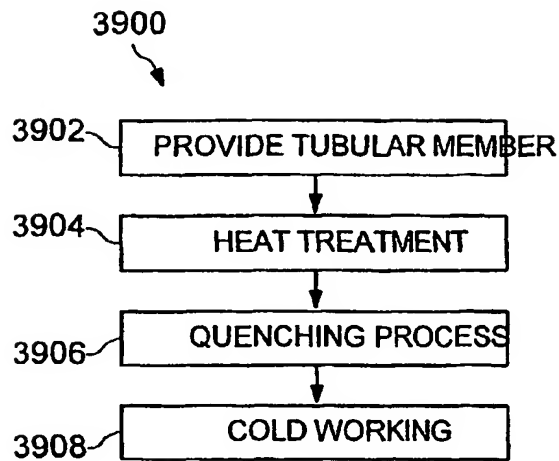 3900
3902
PROVIDE TUBULAR MEMBER
3904
HEAT TREATMENT
3906
QUENCHING PROCESS
3908
COLD WORKING